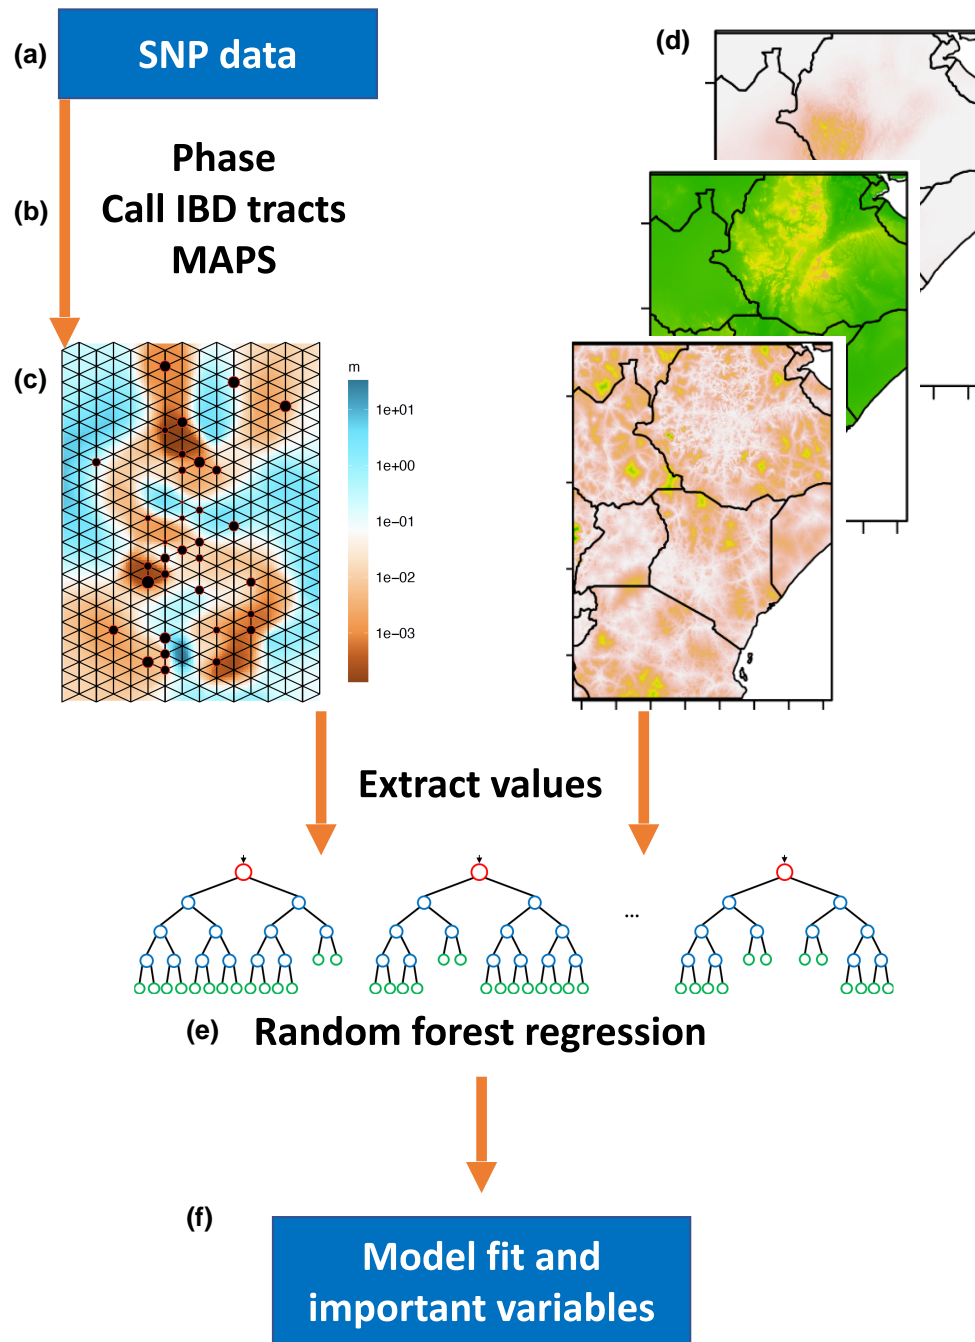 (a)
SNP data
(d)
Phase
(b)
Call IBD tracts
MAPS
(c)
m
1e+01
1e+00
1e-01
1e-02
1e-03
Extract values
...
(e)
Random forest regression
(f)
Model fit and
important variables